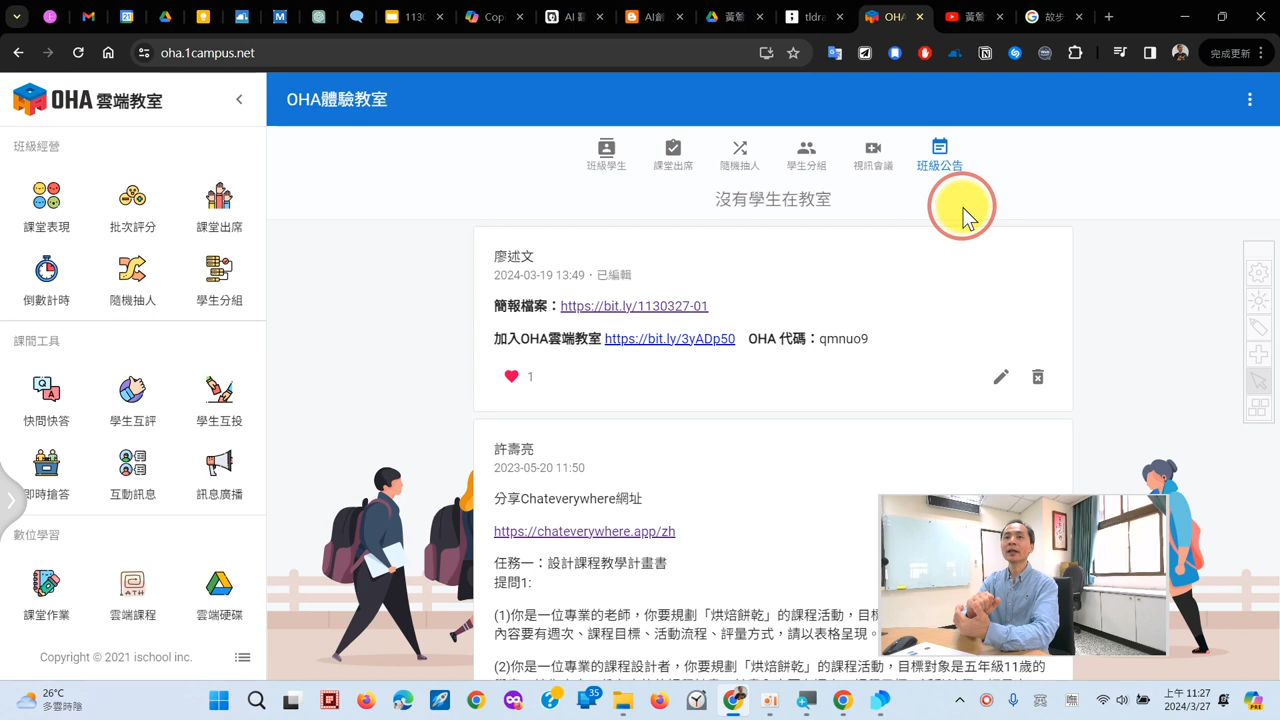 113(
Cop
AI 創
黃鶯
tldra
OHA
黃鶯
故步
完成更新
OHA 雲端教室
OHA體驗教室
班級經營
課堂表現
批次評分
課堂出席
倒數計時
隨機抽人
學生分組
課間工具
快問快答
學生互評
學生互投
即時搶答
互動訊息
訊息廣播
數位學習
課堂作業
雲端課程
雲端硬碟
Copyright © 2021 ischool inc.
班級學生
課堂出席
隨機抽人
學生分組
視訊會議
班級公告
沒有學生在教室
廖述文
2024-03-19 13:49・已編輯
簡報檔案：https://bit.ly/1130327-01
加入OHA雲端教室 https://bit.ly/3yADp50 OHA 代碼：qmnuo9
1
許壽亮
2023-05-20 11:50
分享Chateverywhere網址
https://chateverywhere.app/zh
任務一：設計課程教學計畫書
提問1:
(1)你是一位專業的老師，你要規劃「烘焙餅乾」的課程活動，目標
內容要有週次、課程目標、活動流程、評量方式，請以表格呈現。
(2)你是一位專業的課程設計者，你要規劃「烘焙餅乾」的課程活動，目標對象是五年級11歲的
26°C
多雲時陰
35
上午 11:27
2024/3/27